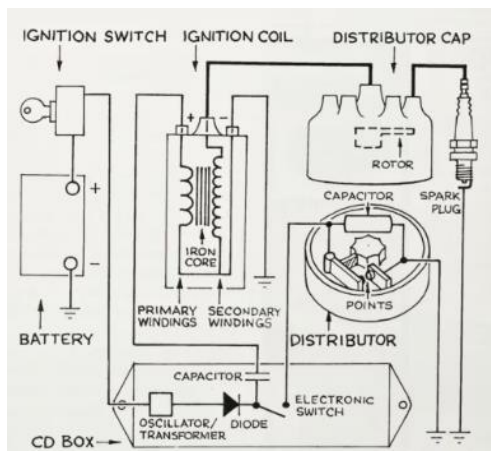 IGNITION SWITCH
IGNITION COIL
DISTRIBUTOR CAP
+
-
ROTOR
CAPACITOR
SPARK
PLUG
+
IRON
CORE
-
POINTS
BATTERY
PRIMARY
WINDINGS
SECONDARY
WINDINGS
DISTRIBUTOR
CAPACITOR
ELECTRONIC
SWITCH
OSCILLATOR/
TRANSFORMER
DIODE
CD BOX